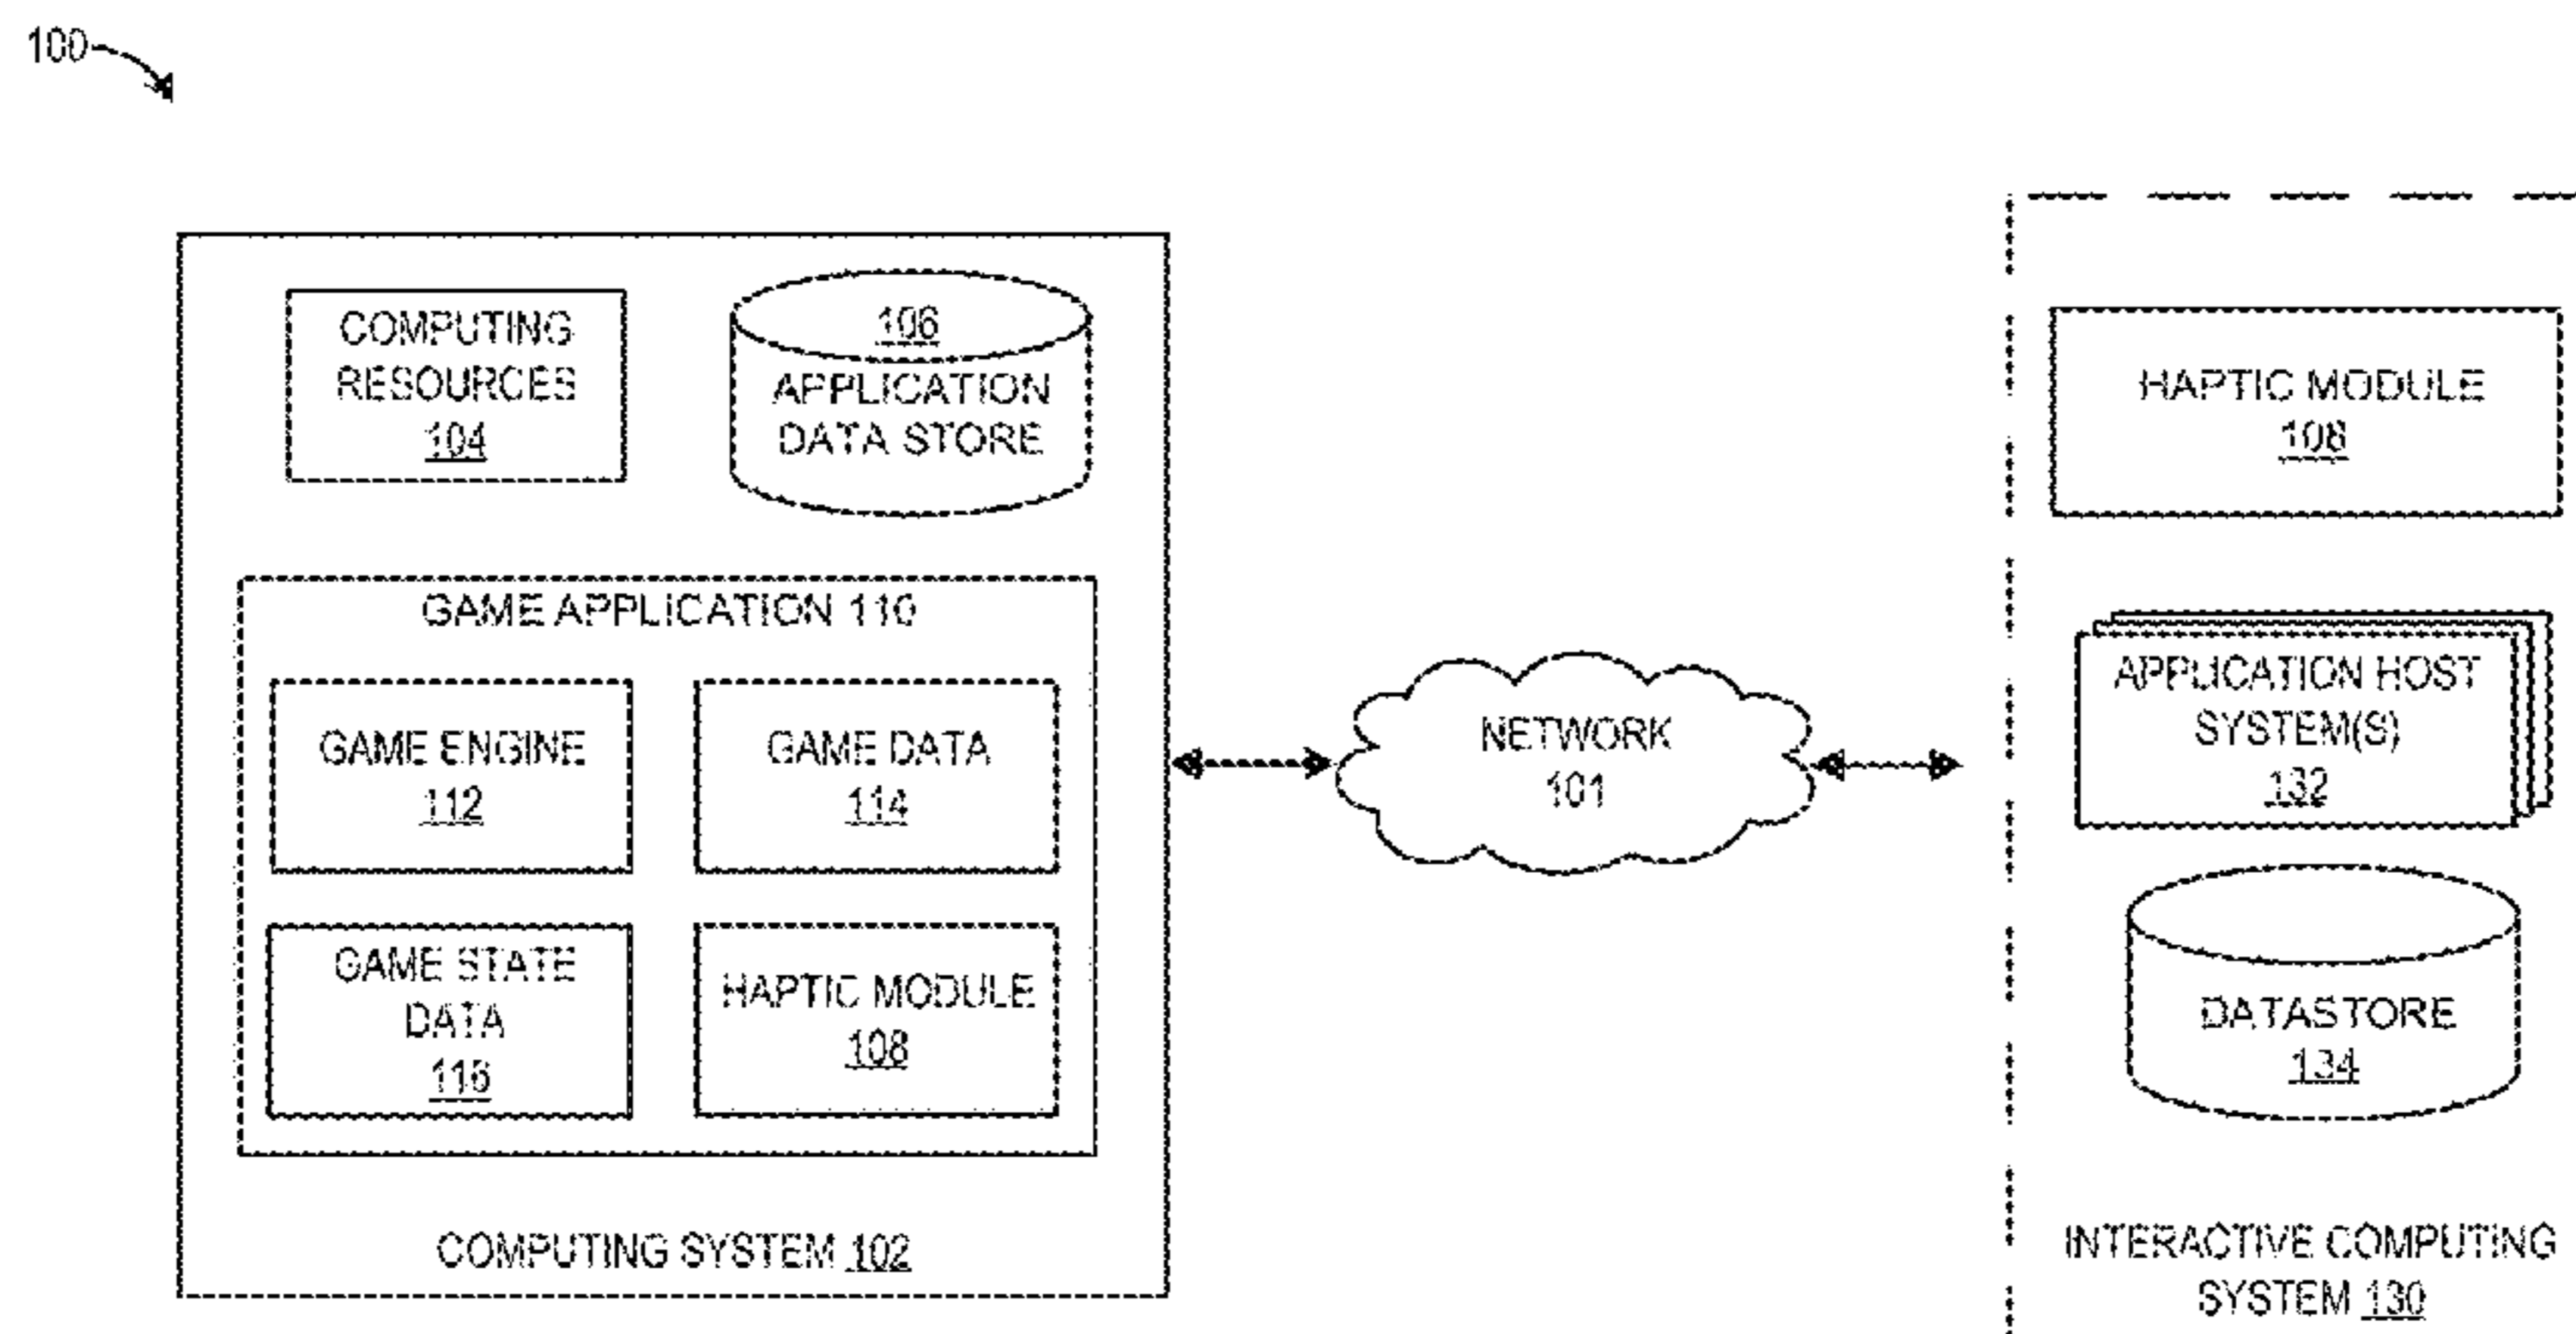 100
COMPUTING
RESOURCES
104
106
APPLICATION
DATA STORE
GAME APPLICATION 110
GAME ENGINE
112
GAME DATA
114
GAME STATE
DATA
116
HAPTIC MODULE
108
COMPUTING SYSTEM 102
NETWORK
101
HAPTIC MODULE
108
APPLICATION HOST
SYSTEM(S)
132
DATASTORE
134
INTERACTIVE COMPUTING
SYSTEM 130